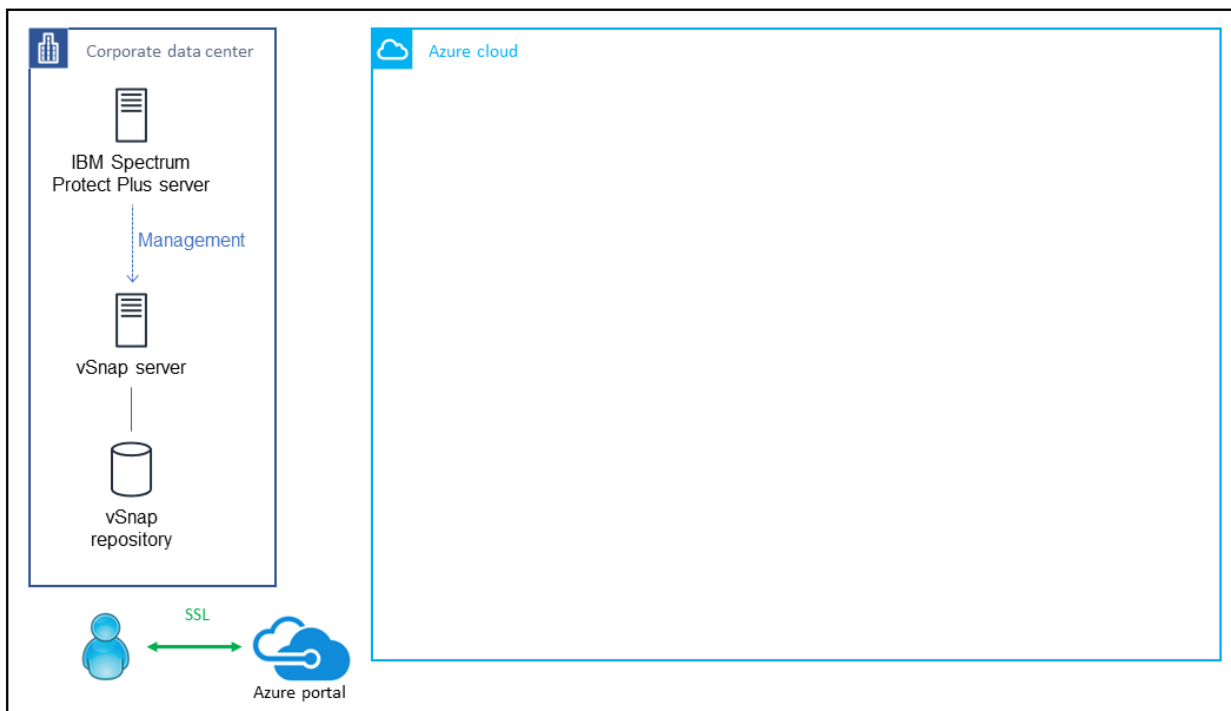 Corporate data center
IBM Spectrum
Protect Plus server
Management
vSnap server
vSnap
repository
SSL
Azure portal
Azure cloud